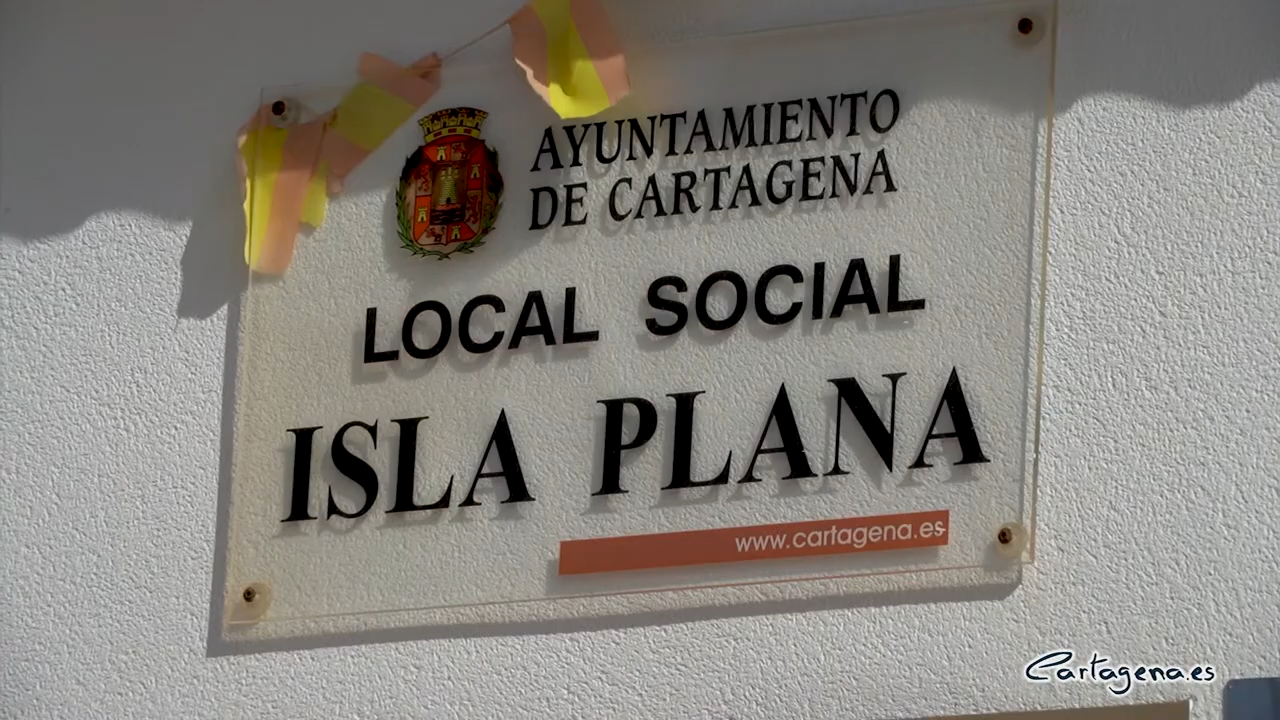 AYUNTAMIENTO
DE CARTAGENA
LOCAL SOCIAL
ISLA PLANA
www.cartagena.es
Cartagena.es